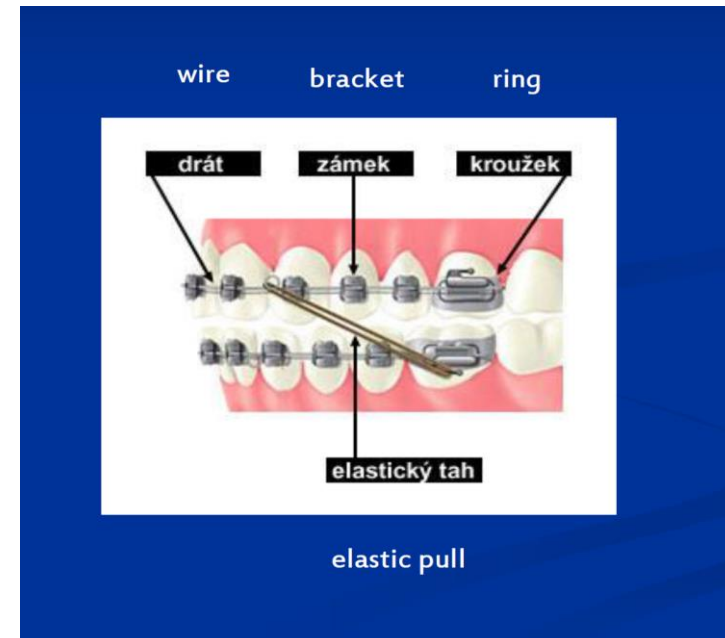 wire bracket ring
drát zámek kroužek
elastický tah
elastic pull